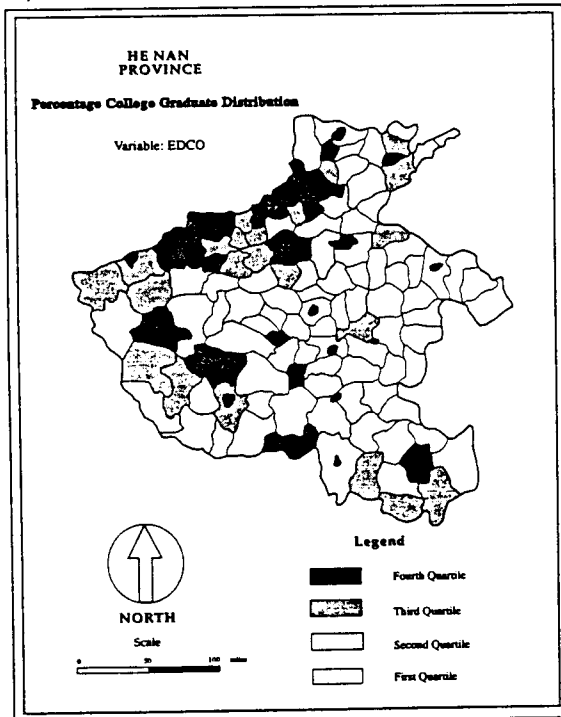 HE NAN
PROVINCE
Percentage College Graduate Distribution
Variable: EDCO
Legend
Fourth Quartile
Third Quartile
Second Quartile
First Quartile
NORTH
Scale
0 50 100 miles